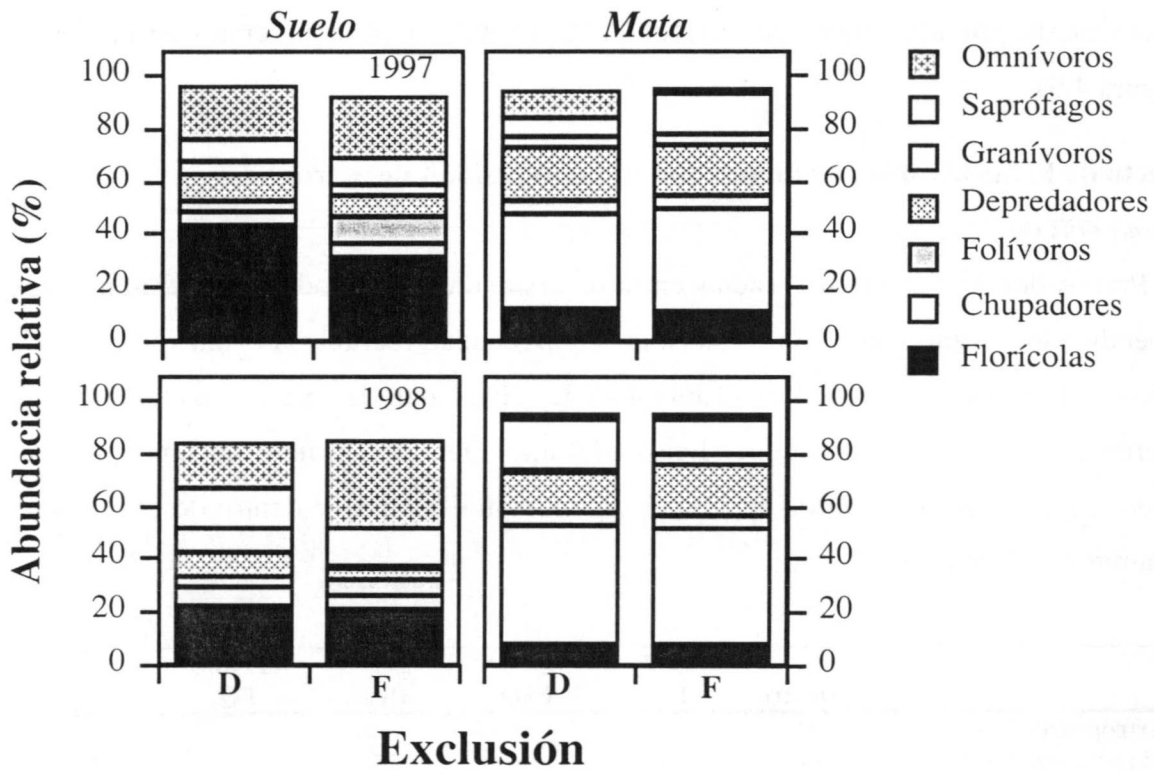 Suelo
Mata
1997
100
80
60
40
20
0
100
80
60
40
20
0
Omnívoros
Saprófagos
Granívoros
Depredadores
Folívoros
Chupadores
Florícolas
Abundacia relativa (%)
1998
100
80
60
40
20
0
100
80
60
40
20
0
D
F
D
F
Exclusión